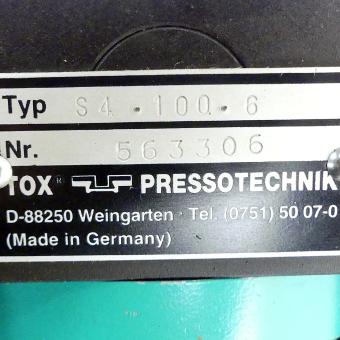 Typ S4.100.6
Nr. 563306
TOX® PRESSOTECHNIK
D-88250 Weingarten · Tel. (0751) 50 07-0
(Made in Germany)